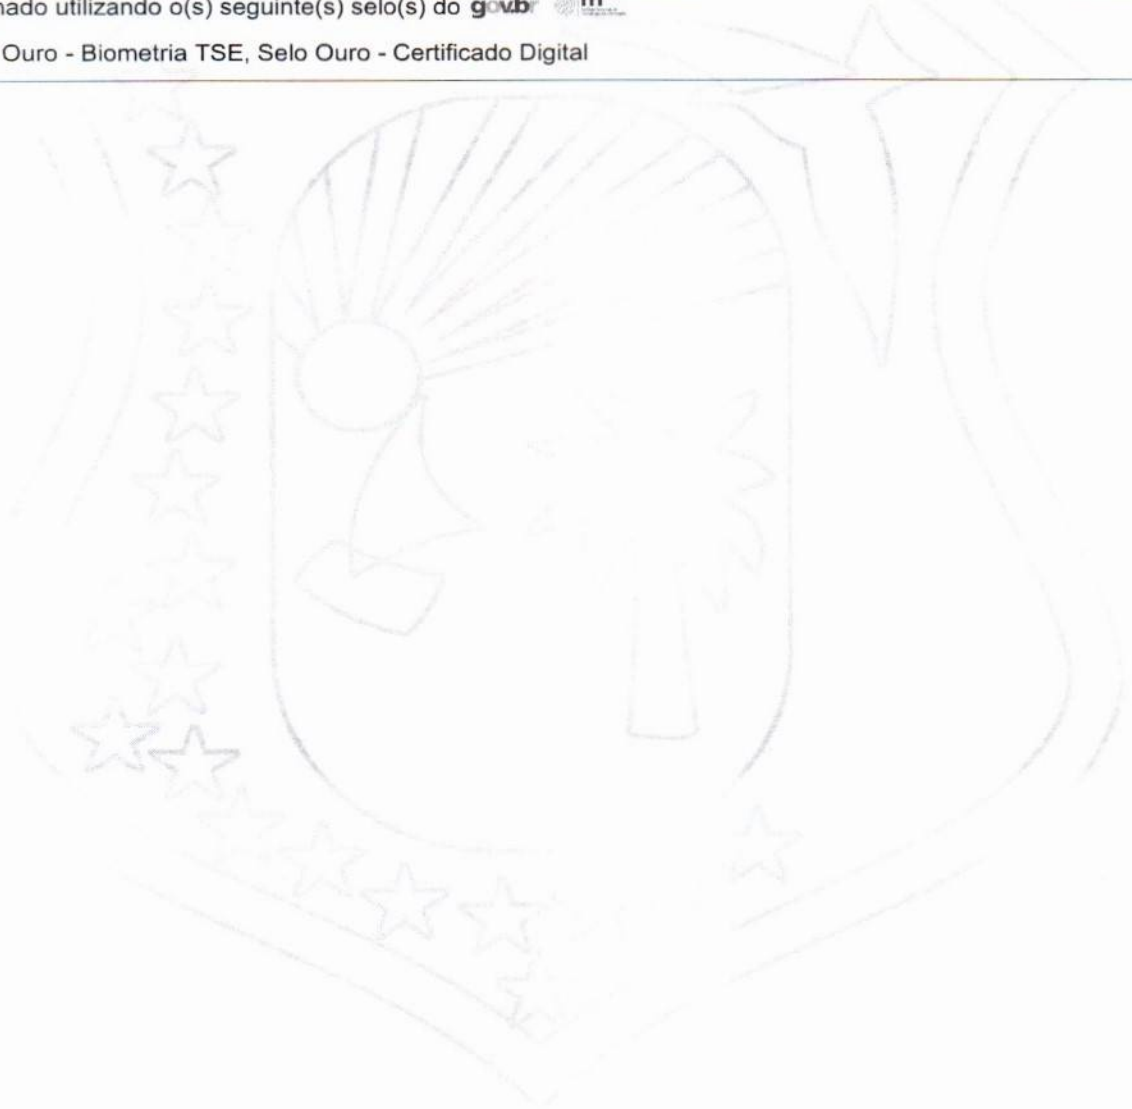 nado utilizando o(s) seguinte(s) selo(s) do gov.br
Ouro - Biometria TSE, Selo Ouro - Certificado Digital